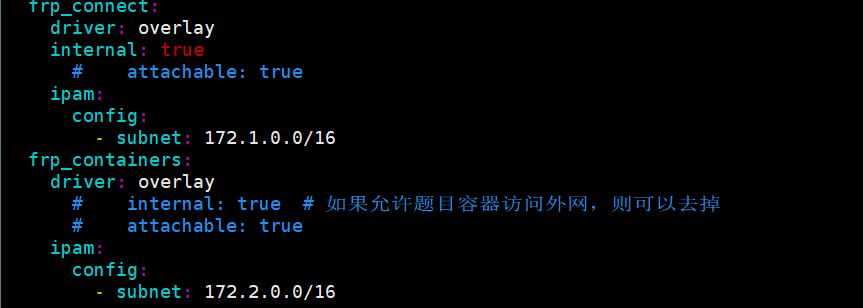 frp_connect:
  driver: overlay
  internal: true
    #    attachable: true
  ipam:
    config:
      - subnet: 172.1.0.0/16
frp_containers:
  driver: overlay
    #    internal: true  # 如果允许题目容器访问外网，则可以去掉
    #    attachable: true
  ipam:
    config:
      - subnet: 172.2.0.0/16